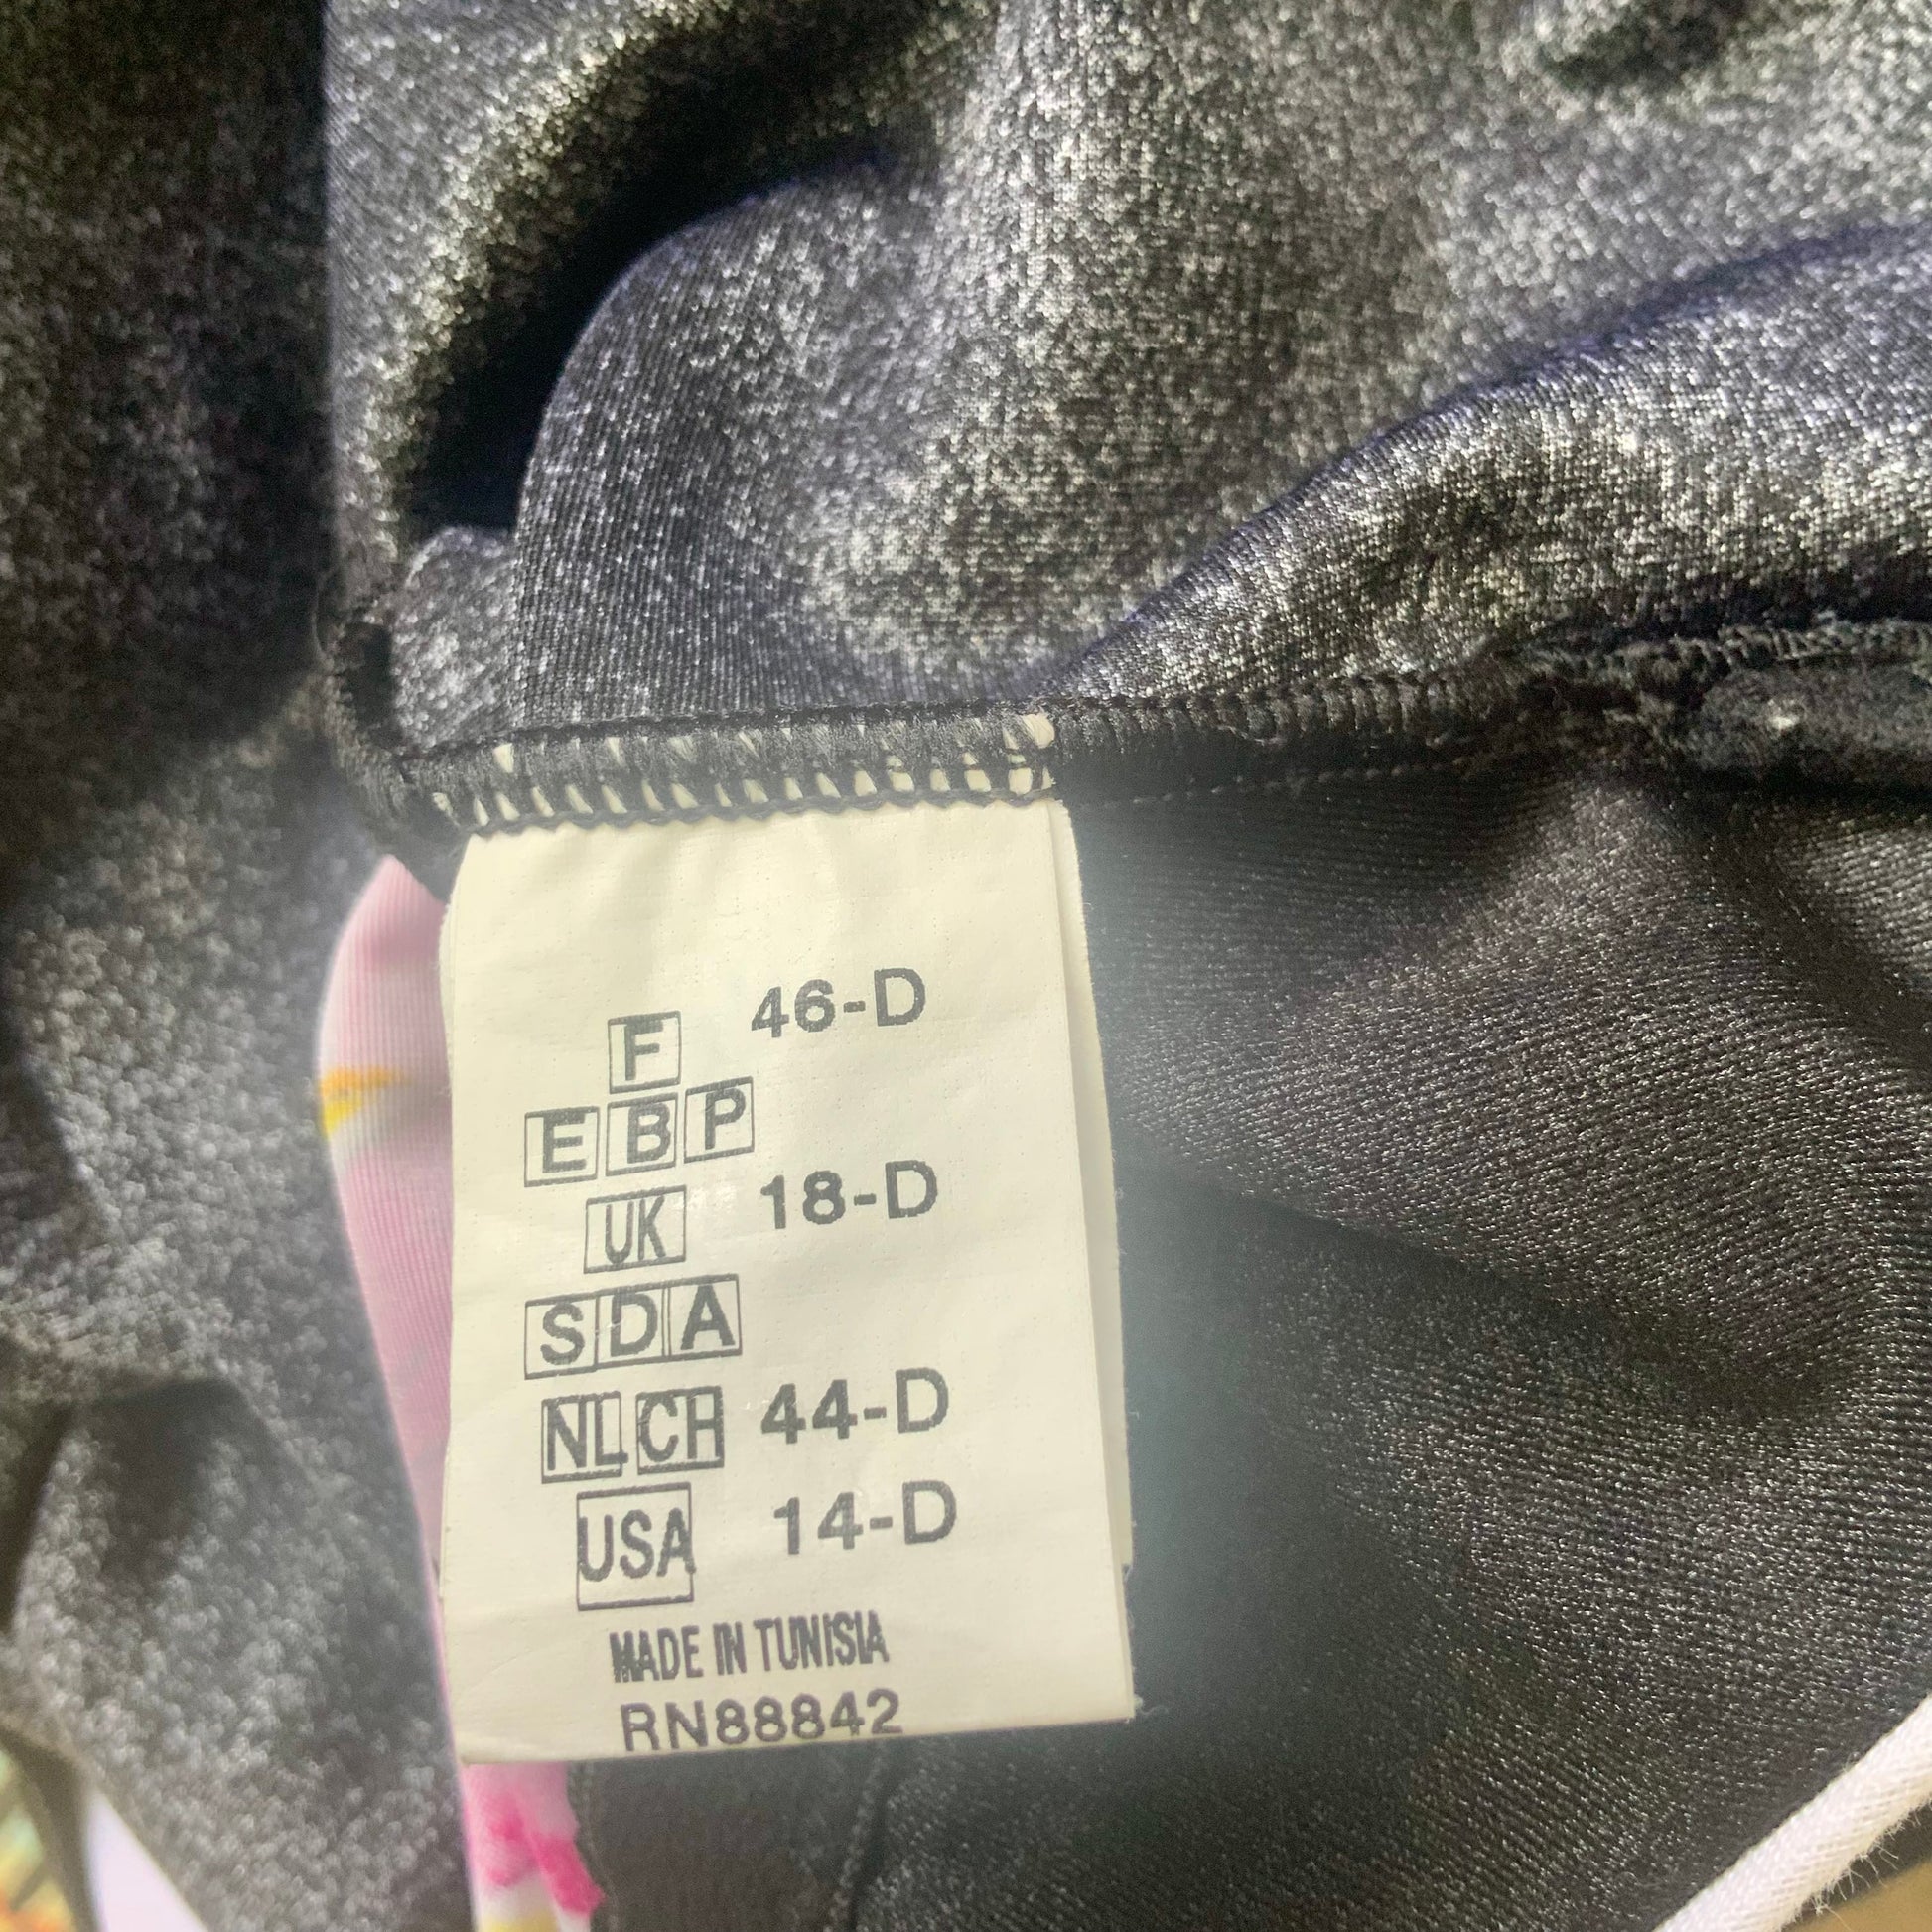 F 46-D
E B P
UK 18-D
S D A
NL CH 44-D
USA 14-D
MADE IN TUNISIA
RN88842